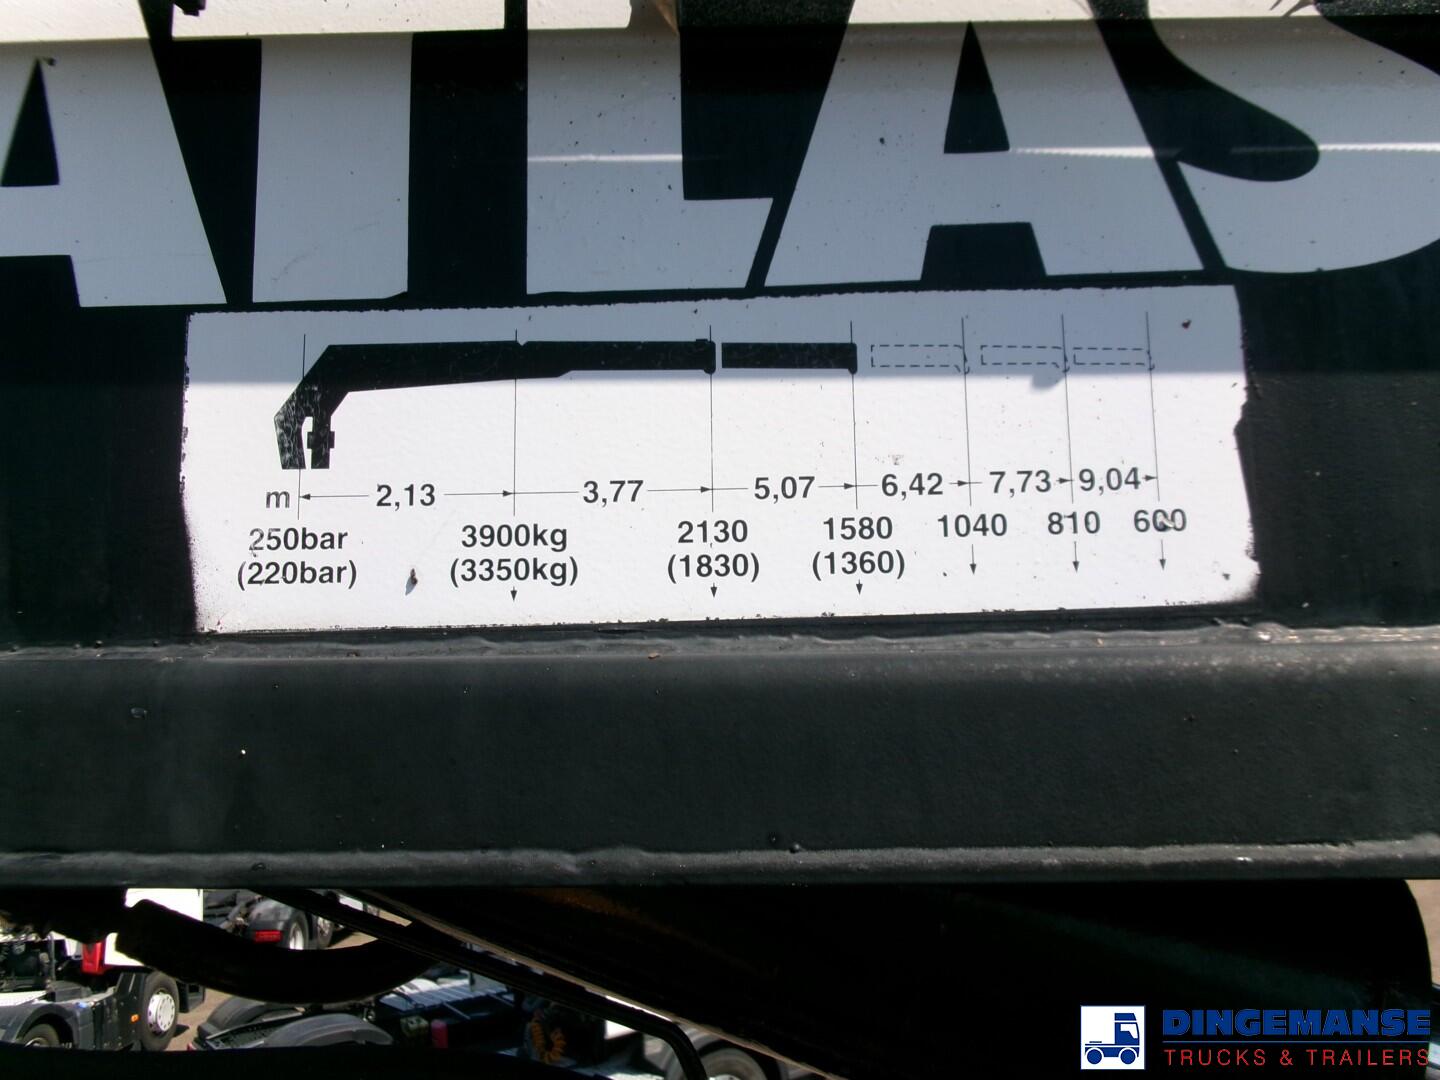 ATLAS
m 2,13 3,77 5,07 6,42 7,73 9,04
250bar 3900kg 2130 1580 1040 810 600
(220bar) (3350kg) (1830) (1360)
DINGEMANSE
TRUCKS & TRAILERS